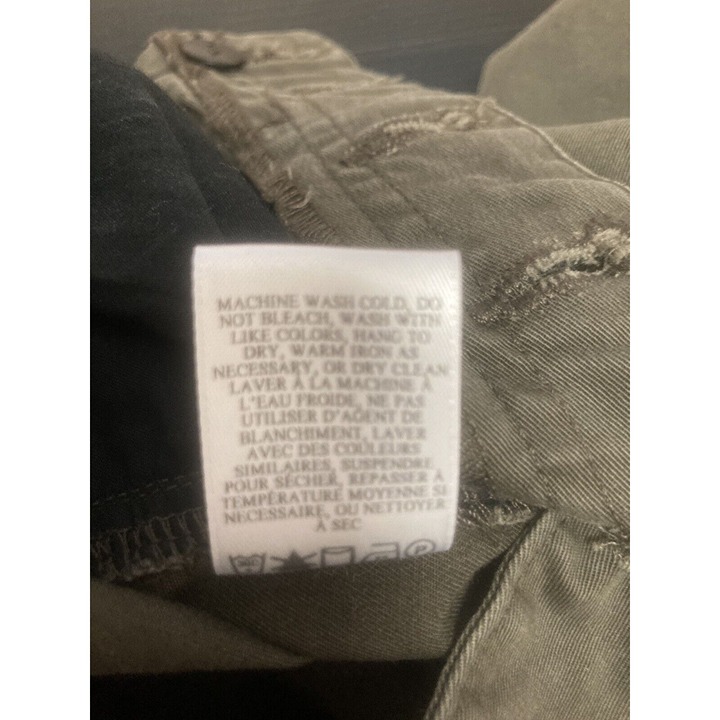 MACHINE WASH COLD, DO
NOT BLEACH, WASH WITH
LIKE COLORS, HANG TO
DRY, WARM IRON AS
NECESSARY, OR DRY CLEAN
LAVER À LA MACHINE À
L'EAU FROIDE, NE PAS
UTILISER D'AGENT DE
BLANCHIMENT, LAVER
AVEC DES COULEURS
SIMILAIRES, SUSPENDRE
POUR SÉCHER, REPASSER À
TEMPÉRATURE MOYENNE SI
NÉCESSAIRE, OU NETTOYER
À SEC
P